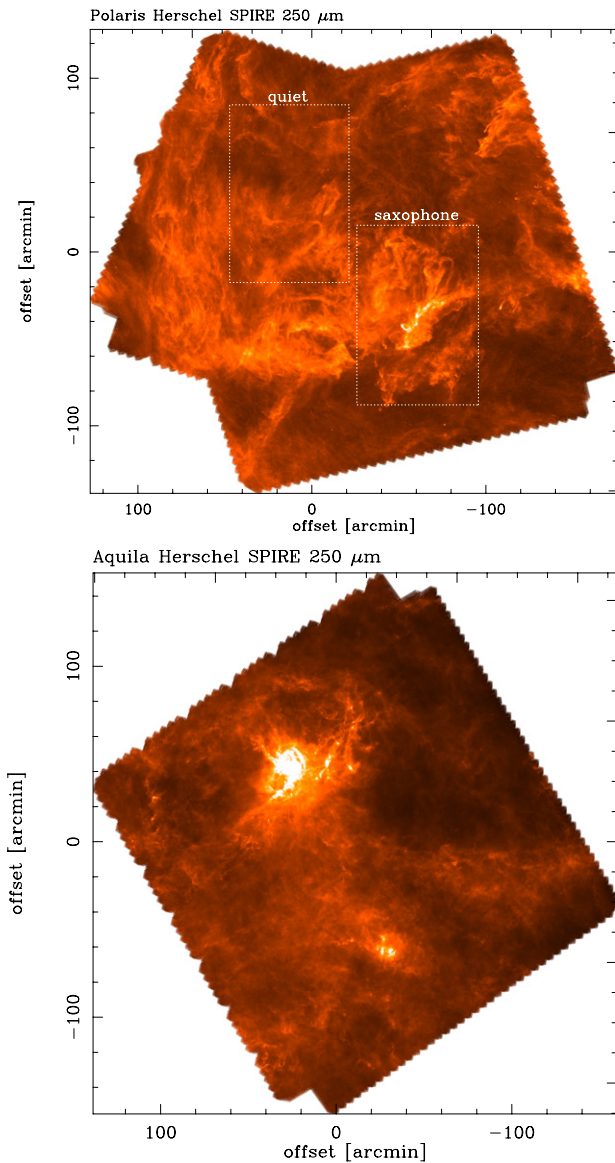 Polaris Herschel SPIRE 250 μm
offset [arcmin]
100
0
−100
quiet
saxophone
100
0
−100
offset [arcmin]
Aquila Herschel SPIRE 250 μm
offset [arcmin]
100
0
−100
100
0
−100
offset [arcmin]